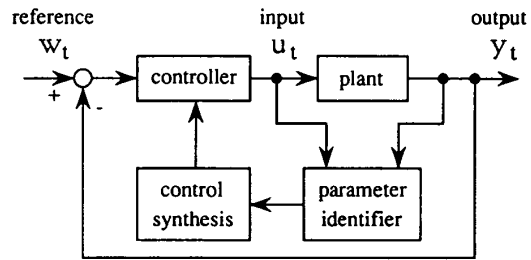 reference
input
output
w_t
u_t
y_t
+
-
controller
plant
control
synthesis
parameter
identifier